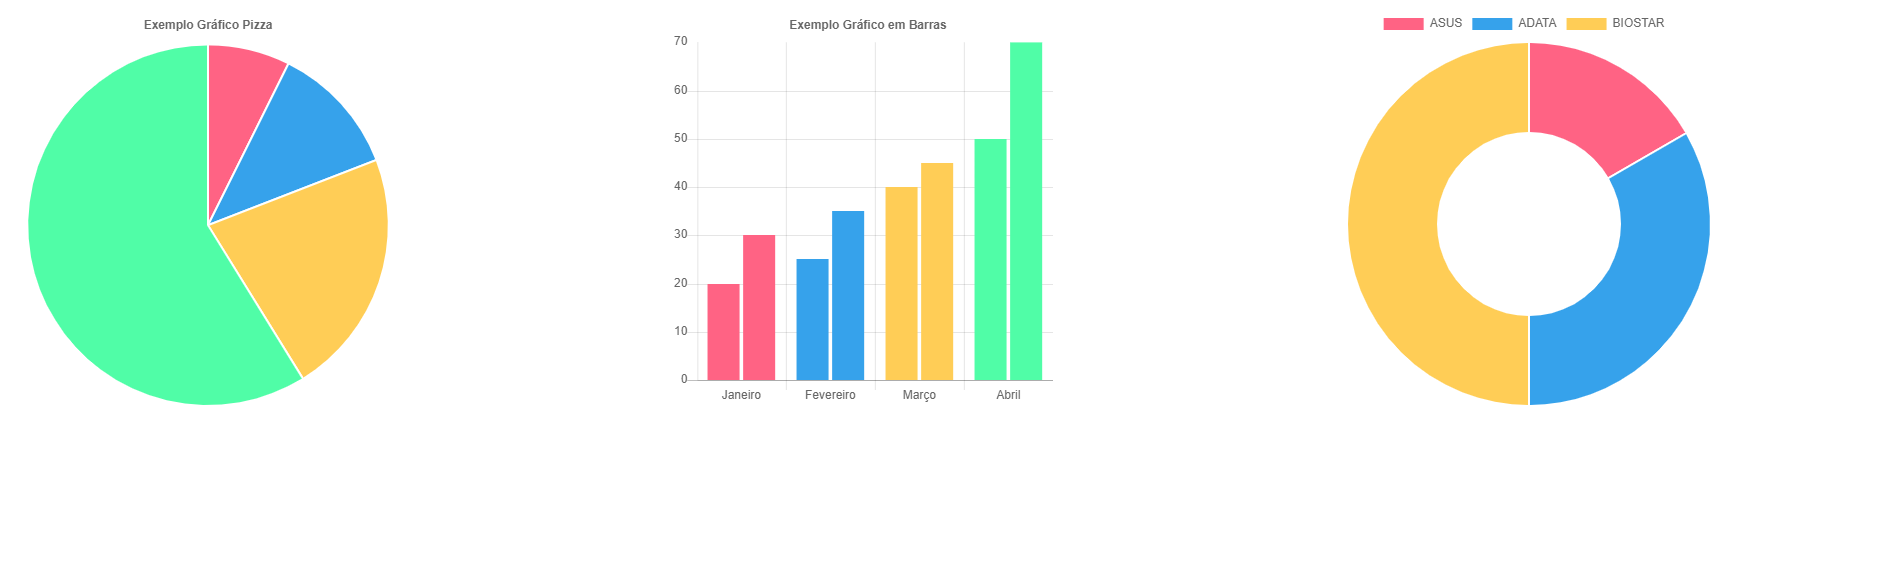 Exemplo Gráfico Pizza
Exemplo Gráfico em Barras
70
60
50
40
30
20
10
0
Janeiro Fevereiro Março Abril
ASUS ADATA BIOSTAR